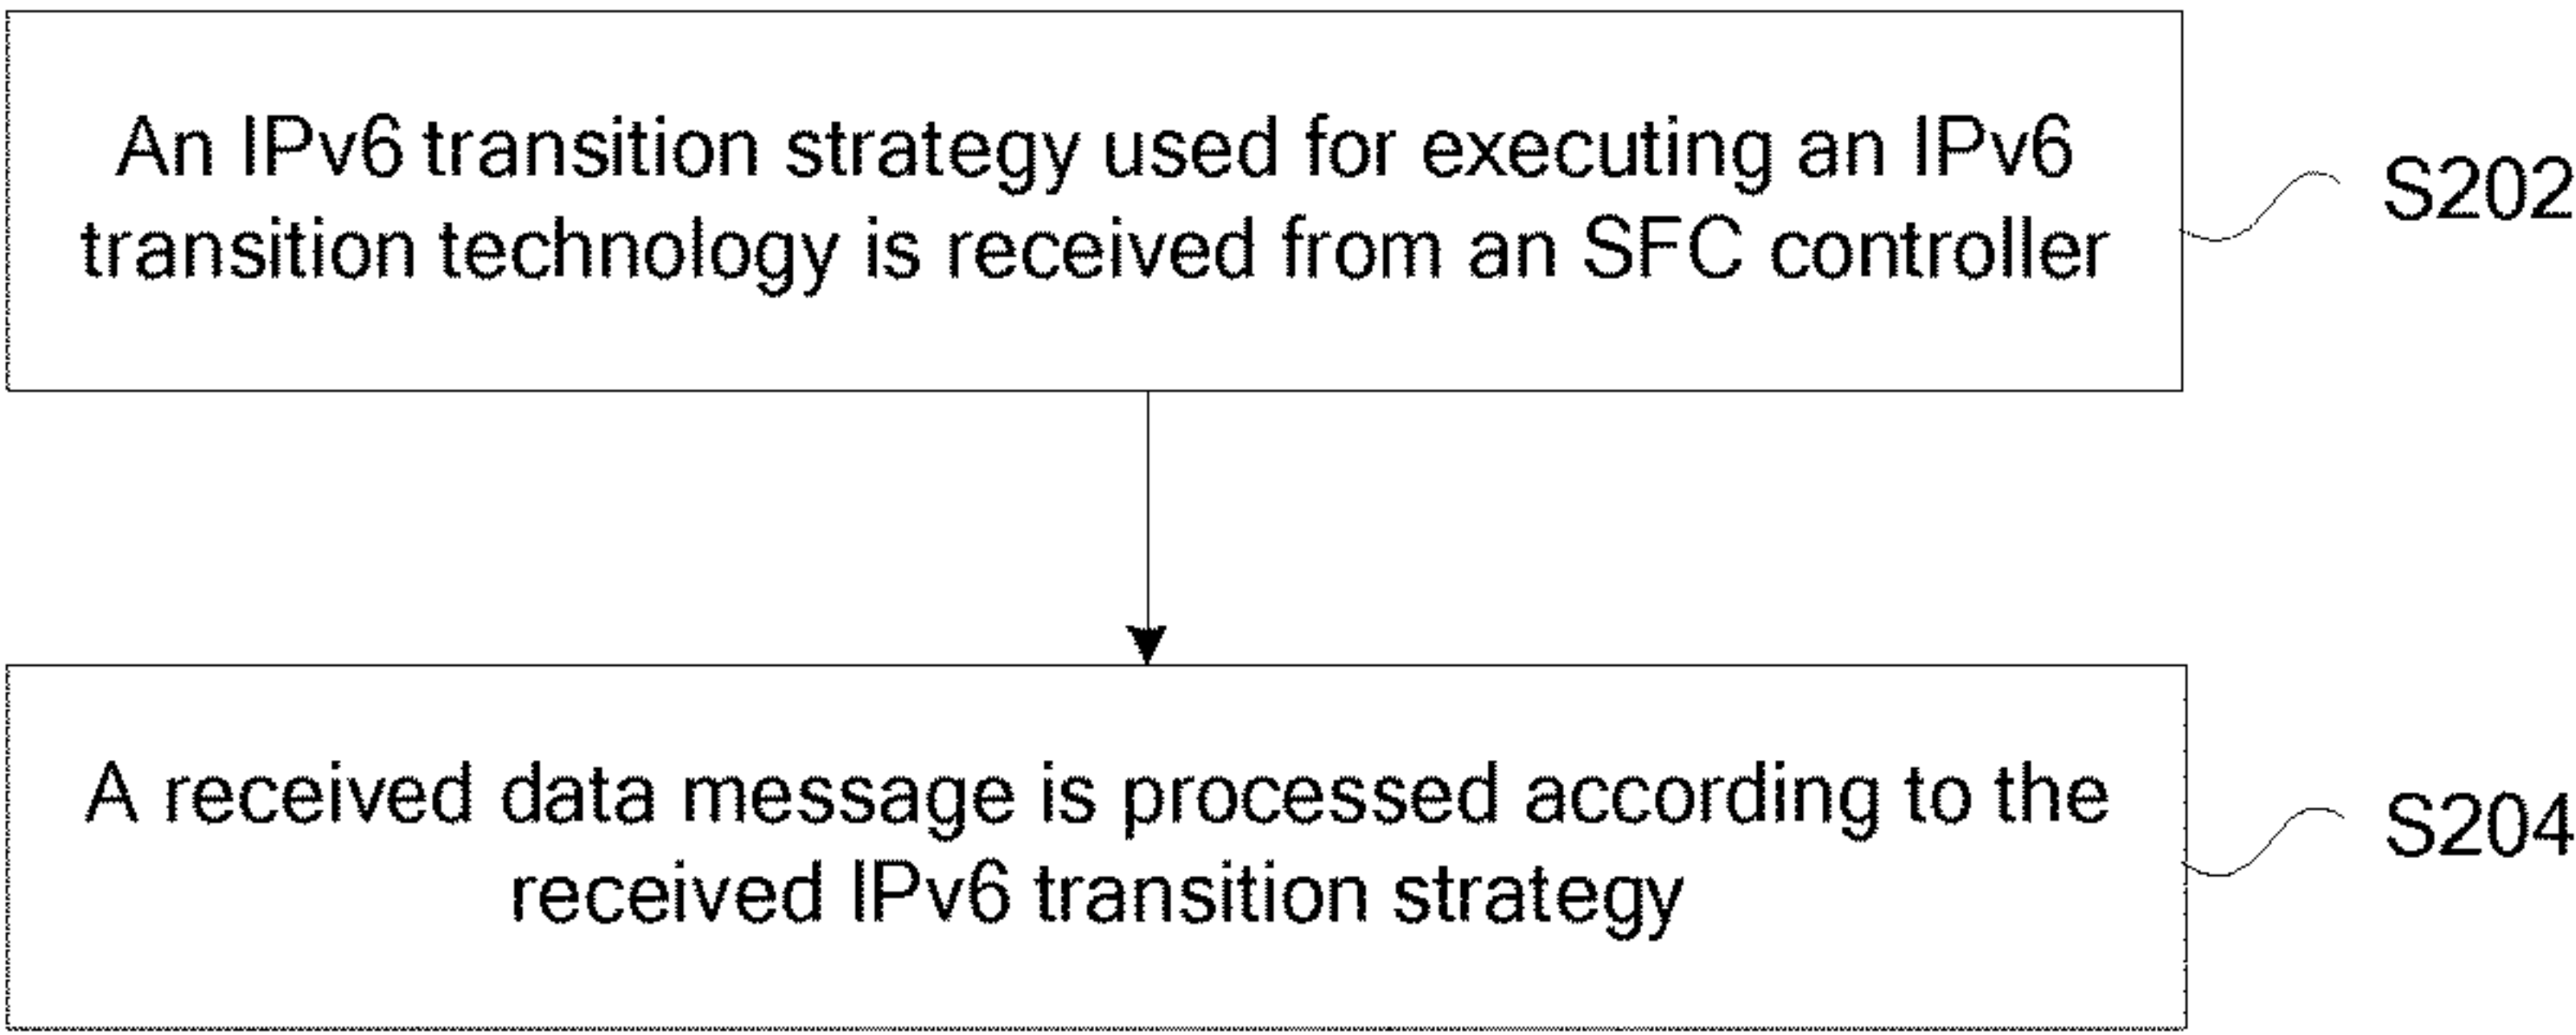 An IPv6 transition strategy used for executing an IPv6
transition technology is received from an SFC controller
S202
A received data message is processed according to the
received IPv6 transition strategy
S204